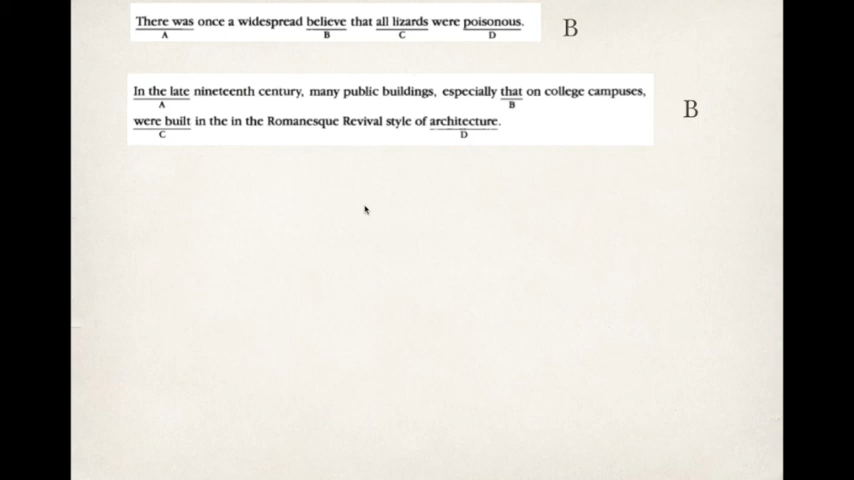 There was once a widespread believe that all lizards were poisonous.
A B C D
B
In the late nineteenth century, many public buildings, especially that on college campuses,
A B
B
were built in the in the Romanesque Revival style of architecture.
C D